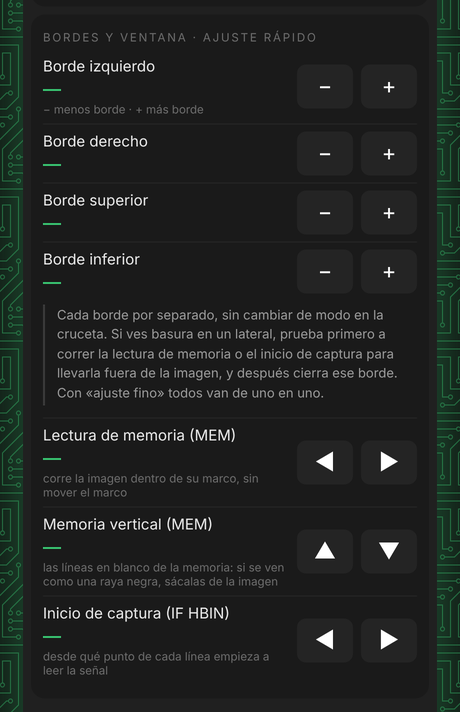 BORDES Y VENTANA · AJUSTE RÁPIDO
Borde izquierdo
—
− menos borde · + más borde
− +
Borde derecho
—
− +
Borde superior
—
− +
Borde inferior
—
− +
Cada borde por separado, sin cambiar de modo en la
cruceta. Si ves basura en un lateral, prueba primero a
correr la lectura de memoria o el inicio de captura para
llevarla fuera de la imagen, y después cierra ese borde.
Con «ajuste fino» todos van de uno en uno.
Lectura de memoria (MEM)
—
corre la imagen dentro de su marco, sin
mover el marco
◀ ▶
Memoria vertical (MEM)
—
las líneas en blanco de la memoria: si se ven
como una raya negra, sácalas de la imagen
▲ ▼
Inicio de captura (IF HBIN)
—
desde qué punto de cada línea empieza a
leer la señal
◀ ▶